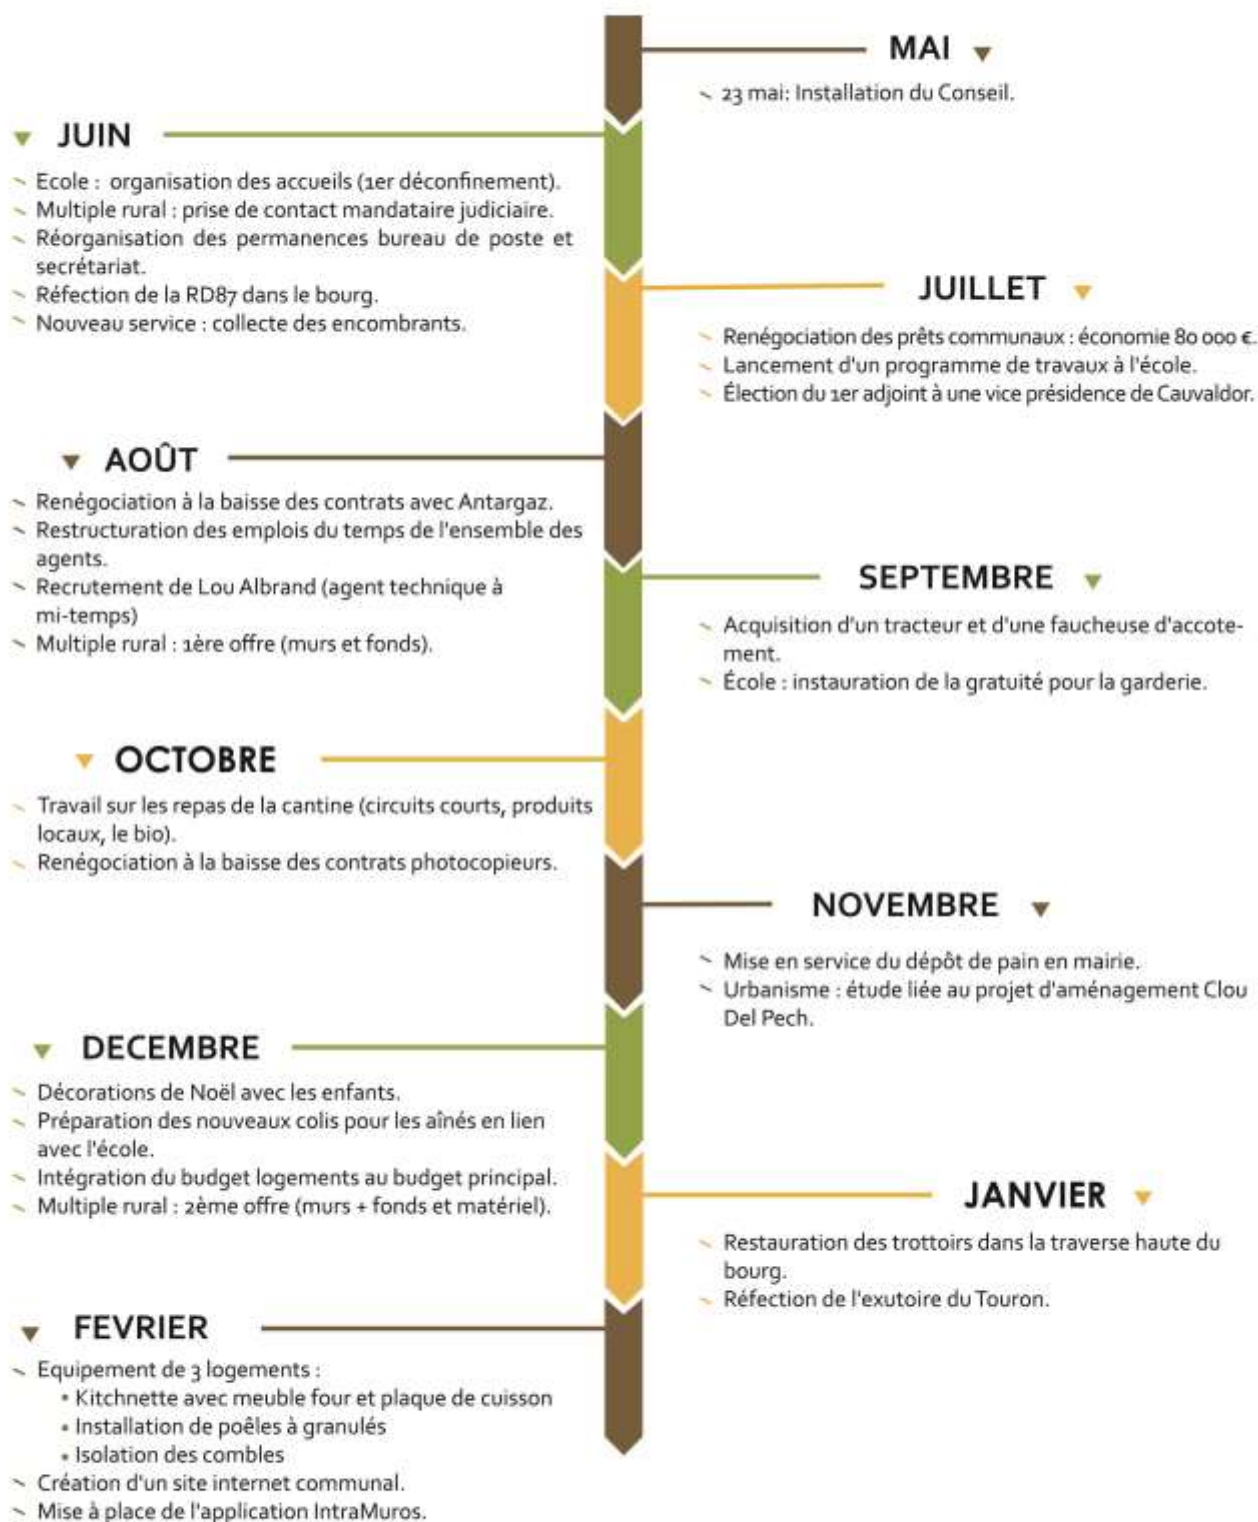 MAI
23 mai: Installation du Conseil.
JUIN
Ecole : organisation des accueils (1er déconfinement).
Multiple rural : prise de contact mandataire judiciaire.
Réorganisation des permanences bureau de poste et
secrétariat.
Réfection de la RD87 dans le bourg.
Nouveau service : collecte des encombrants.
JUILLET
Renégociation des prêts communaux : économie 80 000 €.
Lancement d'un programme de travaux à l'école.
Élection du 1er adjoint à une vice présidence de Cauvaldor.
AOÛT
Renégociation à la baisse des contrats avec Antargaz.
Restructuration des emplois du temps de l'ensemble des
agents.
Recrutement de Lou Albrand (agent technique à
mi-temps)
Multiple rural : 1ère offre (murs et fonds).
SEPTEMBRE
Acquisition d'un tracteur et d'une faucheuse d'accote-
ment.
École : instauration de la gratuité pour la garderie.
OCTOBRE
Travail sur les repas de la cantine (circuits courts, produits
locaux, le bio).
Renégociation à la baisse des contrats photocopieurs.
NOVEMBRE
Mise en service du dépôt de pain en mairie.
Urbanisme : étude liée au projet d'aménagement Clou
Del Pech.
DECEMBRE
Décorations de Noël avec les enfants.
Préparation des nouveaux colis pour les aînés en lien
avec l'école.
Intégration du budget logements au budget principal.
Multiple rural : 2ème offre (murs + fonds et matériel).
JANVIER
Restauration des trottoirs dans la traverse haute du
bourg.
Réfection de l'exutoire du Touron.
FEVRIER
Equipement de 3 logements :
• Kitchnette avec meuble four et plaque de cuisson
• Installation de poêles à granulés
• Isolation des combles
Création d'un site internet communal.
Mise à place de l'application IntraMuros.